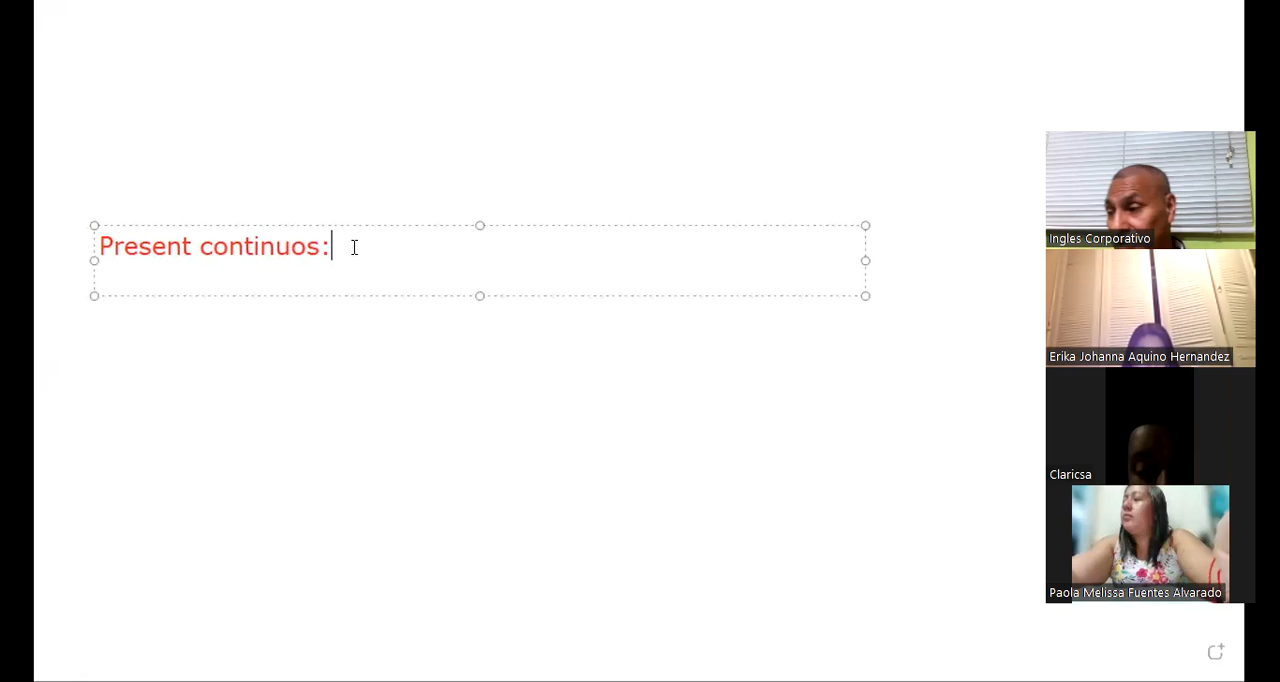 Present continuos:
Ingles Corporativo
Erika Johanna Aquino Hernandez
Claricsa
Paola Melissa Fuentes Alvarado